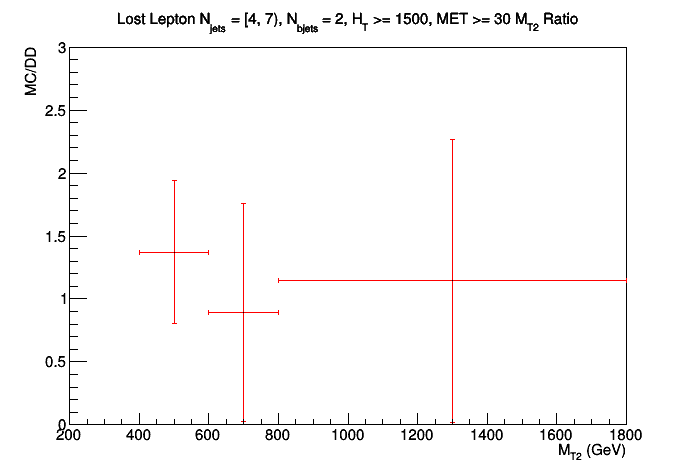 Lost Lepton N_jets = [4, 7), N_bjets = 2, H_T >= 1500, MET >= 30 M_T2 Ratio
MC/DD
3
2.5
2
1.5
1
0.5
0
200 400 600 800 1000 1200 1400 1600 1800
M_T2 (GeV)